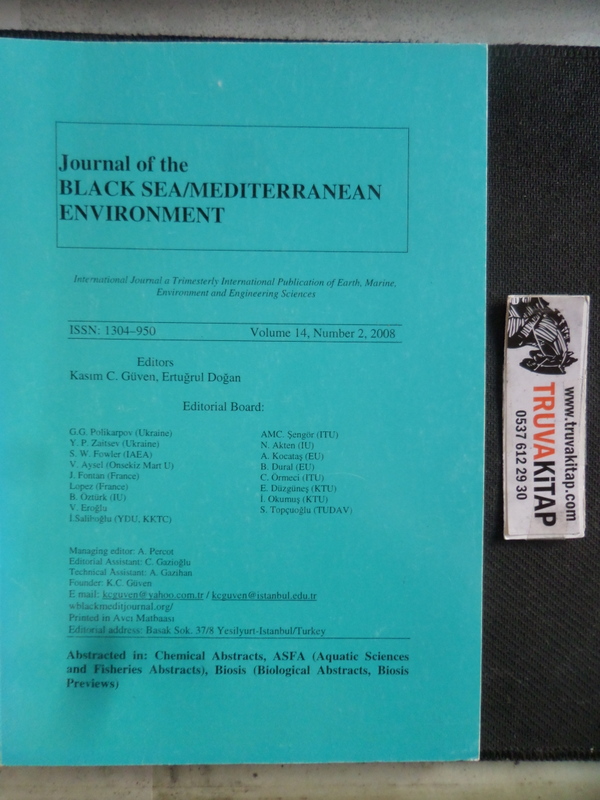 Journal of the
BLACK SEA/MEDITERRANEAN
ENVIRONMENT
International Journal a Trimesterly International Publication of Earth, Marine,
Environment and Engineering Sciences
ISSN: 1304-950 Volume 14, Number 2, 2008
Editors
Kasım C. Güven, Ertuğrul Doğan
Editorial Board:
G.G. Polikarpov (Ukraine)
Y. P. Zaitsev (Ukraine)
S. W. Fowler (IAEA)
V. Aysel (Onsekiz Mart U)
J. Fontan (France)
Lopez (France)
B. Öztürk (IU)
V. Eroğlu
İ.Salihoğlu (YDU, KKTC)
AMC. Şengör (ITU)
N. Akten (IU)
A. Kocataş (EU)
B. Dural (EU)
C. Örmeci (ITU)
E. Düzgüneş (KTU)
İ. Okumuş (KTU)
S. Topçuoğlu (TUDAV)
Managing editor: A. Percot
Editorial Assistant: C. Gazioğlu
Technical Assistant: A. Gazihan
Founder: K.C. Güven
E mail: kcguven@yahoo.com.tr / kcguven@istanbul.edu.tr
wblackmeditjournal.org/
Printed in Avcı Matbaası
Editorial address: Basak Sok. 37/8 Yesilyurt-Istanbul/Turkey
Abstracted in: Chemical Abstracts, ASFA (Aquatic Sciences
and Fisheries Abstracts), Biosis (Biological Abstracts, Biosis
Previews)
www.truvakitap.com
TRUVAKiTAP
0537 612 29 30